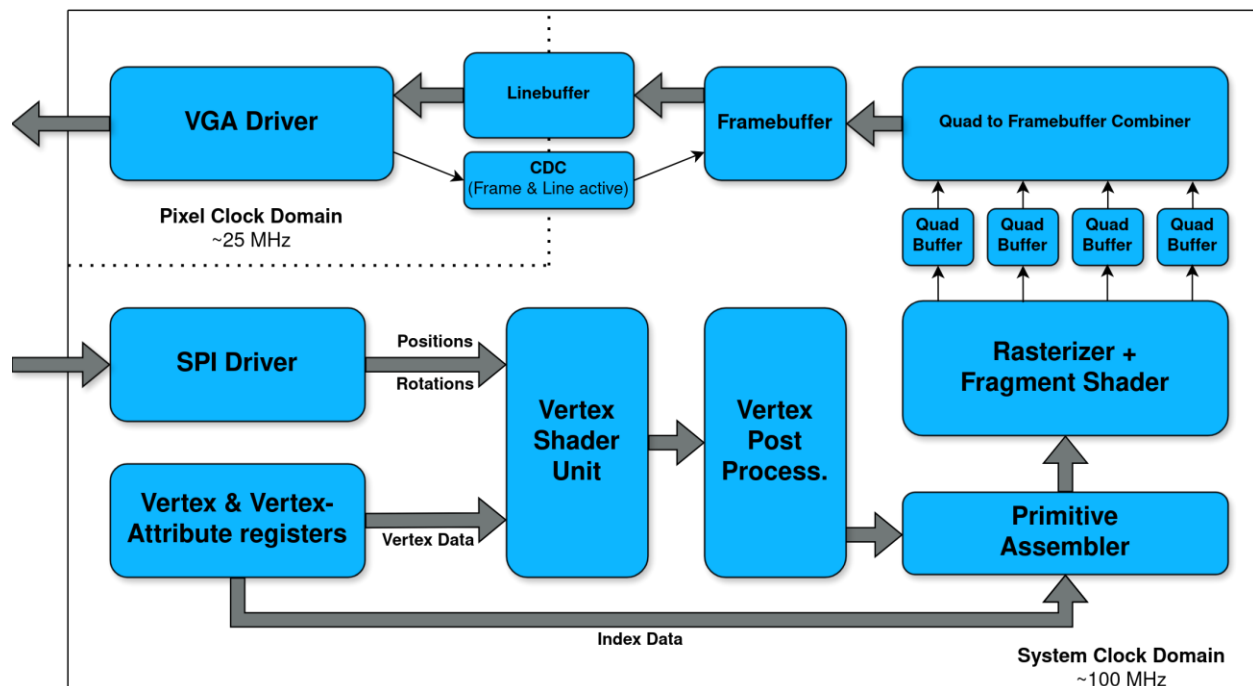 VGA Driver
Linebuffer
CDC
(Frame & Line active)
Framebuffer
Quad to Framebuffer Combiner
Pixel Clock Domain
~25 MHz
Quad
Buffer
Quad
Buffer
Quad
Buffer
Quad
Buffer
SPI Driver
Positions
Rotations
Vertex
Shader
Unit
Vertex
Post
Process.
Rasterizer +
Fragment Shader
Vertex & Vertex-
Attribute registers
Vertex Data
Primitive
Assembler
Index Data
System Clock Domain
~100 MHz